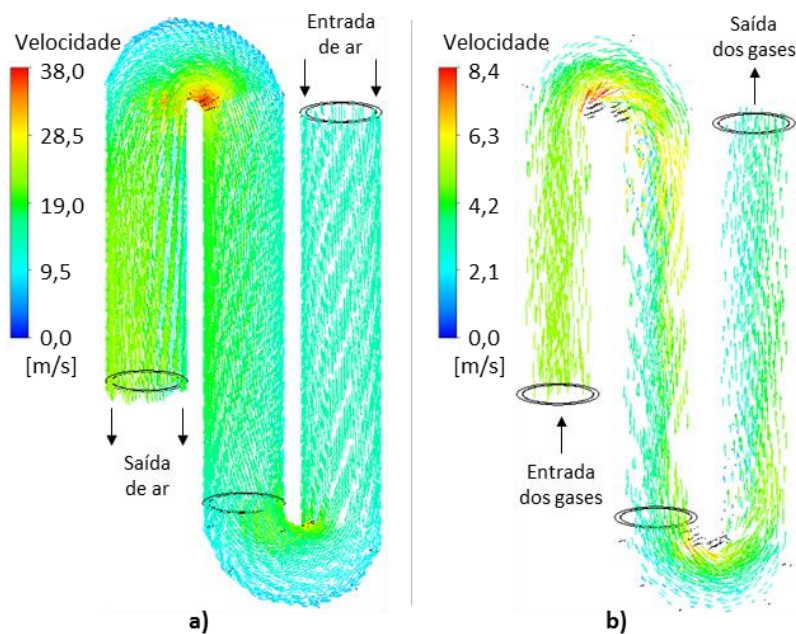 Velocidade
38,0
28,5
19,0
9,5
0,0
[m/s]
Entrada
de ar
Saída
de ar
a)
Velocidade
8,4
6,3
4,2
2,1
0,0
[m/s]
Saída
dos gases
Entrada
dos gases
b)